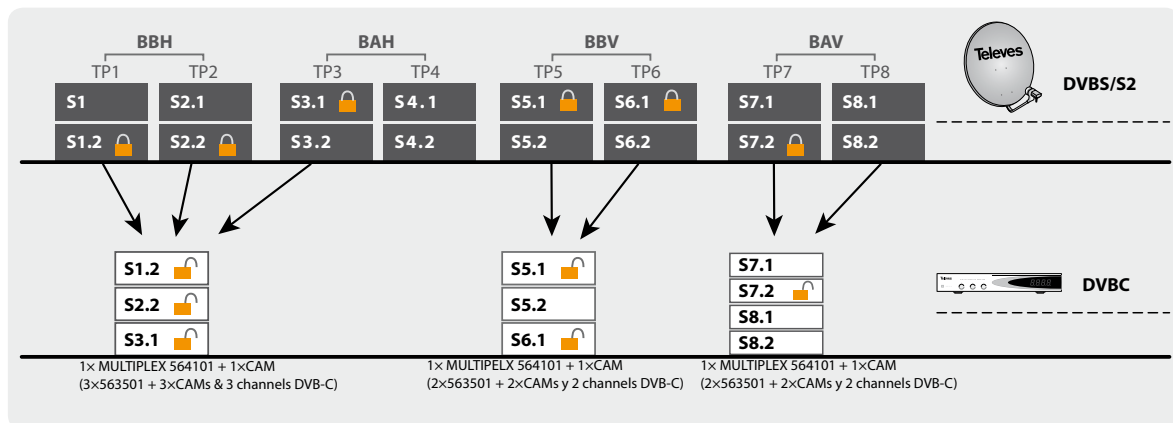 BBH BAH BBV BAV
TP1 TP2 TP3 TP4 TP5 TP6 TP7 TP8
Televes
DVBS/S2
S1 S2.1 S3.1 S4.1 S5.1 S6.1 S7.1 S8.1
S1.2 S2.2 S3.2 S4.2 S5.2 S6.2 S7.2 S8.2
S1.2 S5.1 S7.1
S2.2 S5.2 S7.2
S3.1 S6.1 S8.1
S8.2
Televes
DVBC
1× MULTIPLEX 564101 + 1×CAM
(3×563501 + 3×CAMs & 3 channels DVB-C)
1× MULTIPELX 564101 + 1×CAM
(2×563501 + 2×CAMs y 2 channels DVB-C)
1× MULTIPLEX 564101 + 1×CAM
(2×563501 + 2×CAMs y 2 channels DVB-C)